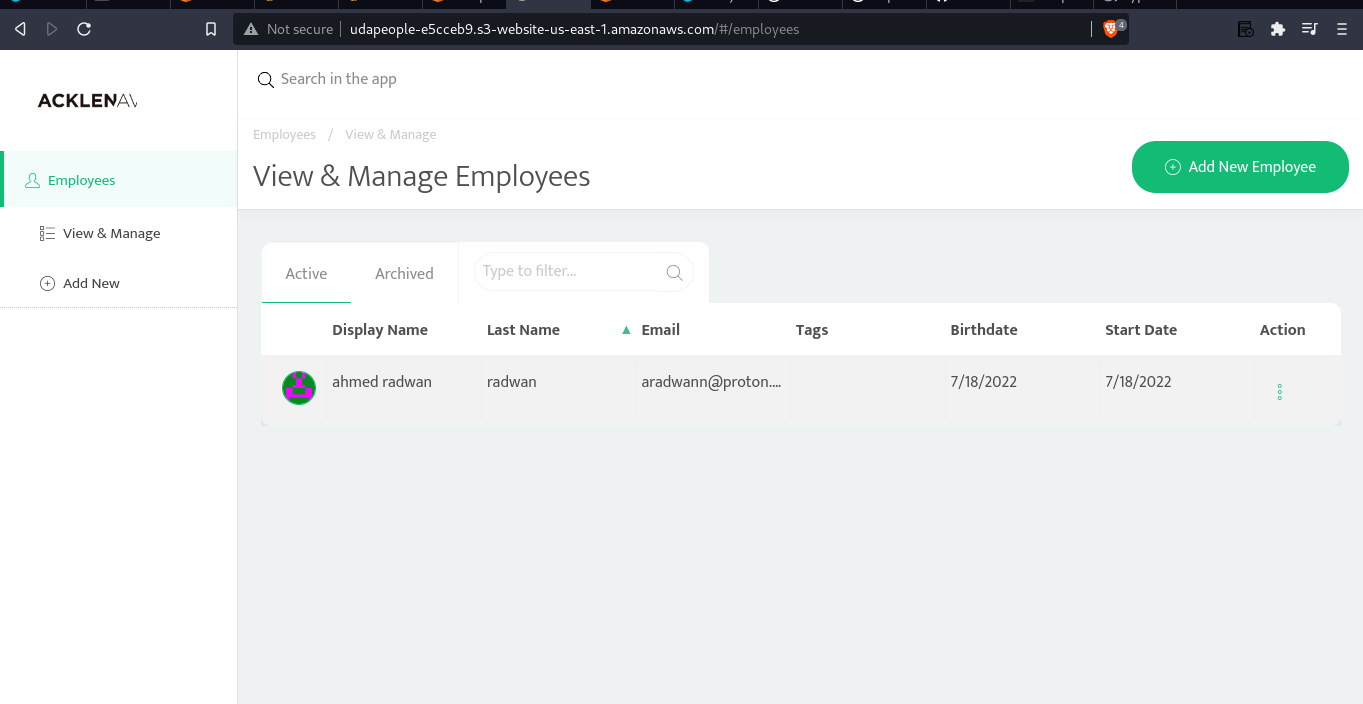 Not secure udapeople-e5cceb9.s3-website-us-east-1.amazonaws.com/#/employees 4
Search in the app
ACKLENAV
Employees / View & Manage
View & Manage Employees
Add New Employee
Employees
View & Manage
Add New
Active Archived Type to filter...
Display Name Last Name Email Tags Birthdate Start Date Action
ahmed radwan radwan aradwann@proton.... 7/18/2022 7/18/2022